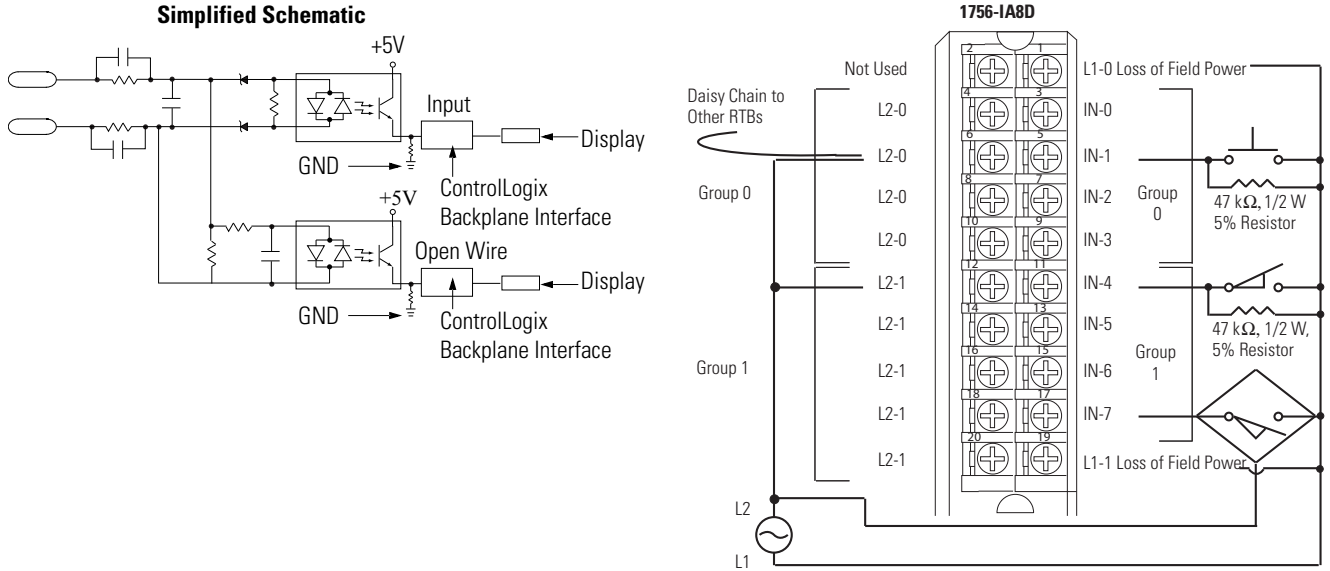 Simplified Schematic
+5V
Input
Display
GND
ControlLogix
Backplane Interface
+5V
Open Wire
Display
GND
ControlLogix
Backplane Interface
1756-IA8D
Daisy Chain to
Other RTBs
Not Used
L2-0
L2-0
L2-0
L2-0
L2-1
L2-1
L2-1
L2-1
L2-1
Group 0
Group 1
2 1
4 3
6 5
8 7
10 9
12 11
14 13
16 15
18 17
20 19
L1-0 Loss of Field Power
IN-0
IN-1
IN-2
IN-3
IN-4
IN-5
IN-6
IN-7
L1-1 Loss of Field Power
Group
0
Group
1
47 kΩ, 1/2 W
5% Resistor
47 kΩ, 1/2 W,
5% Resistor
L2
L1